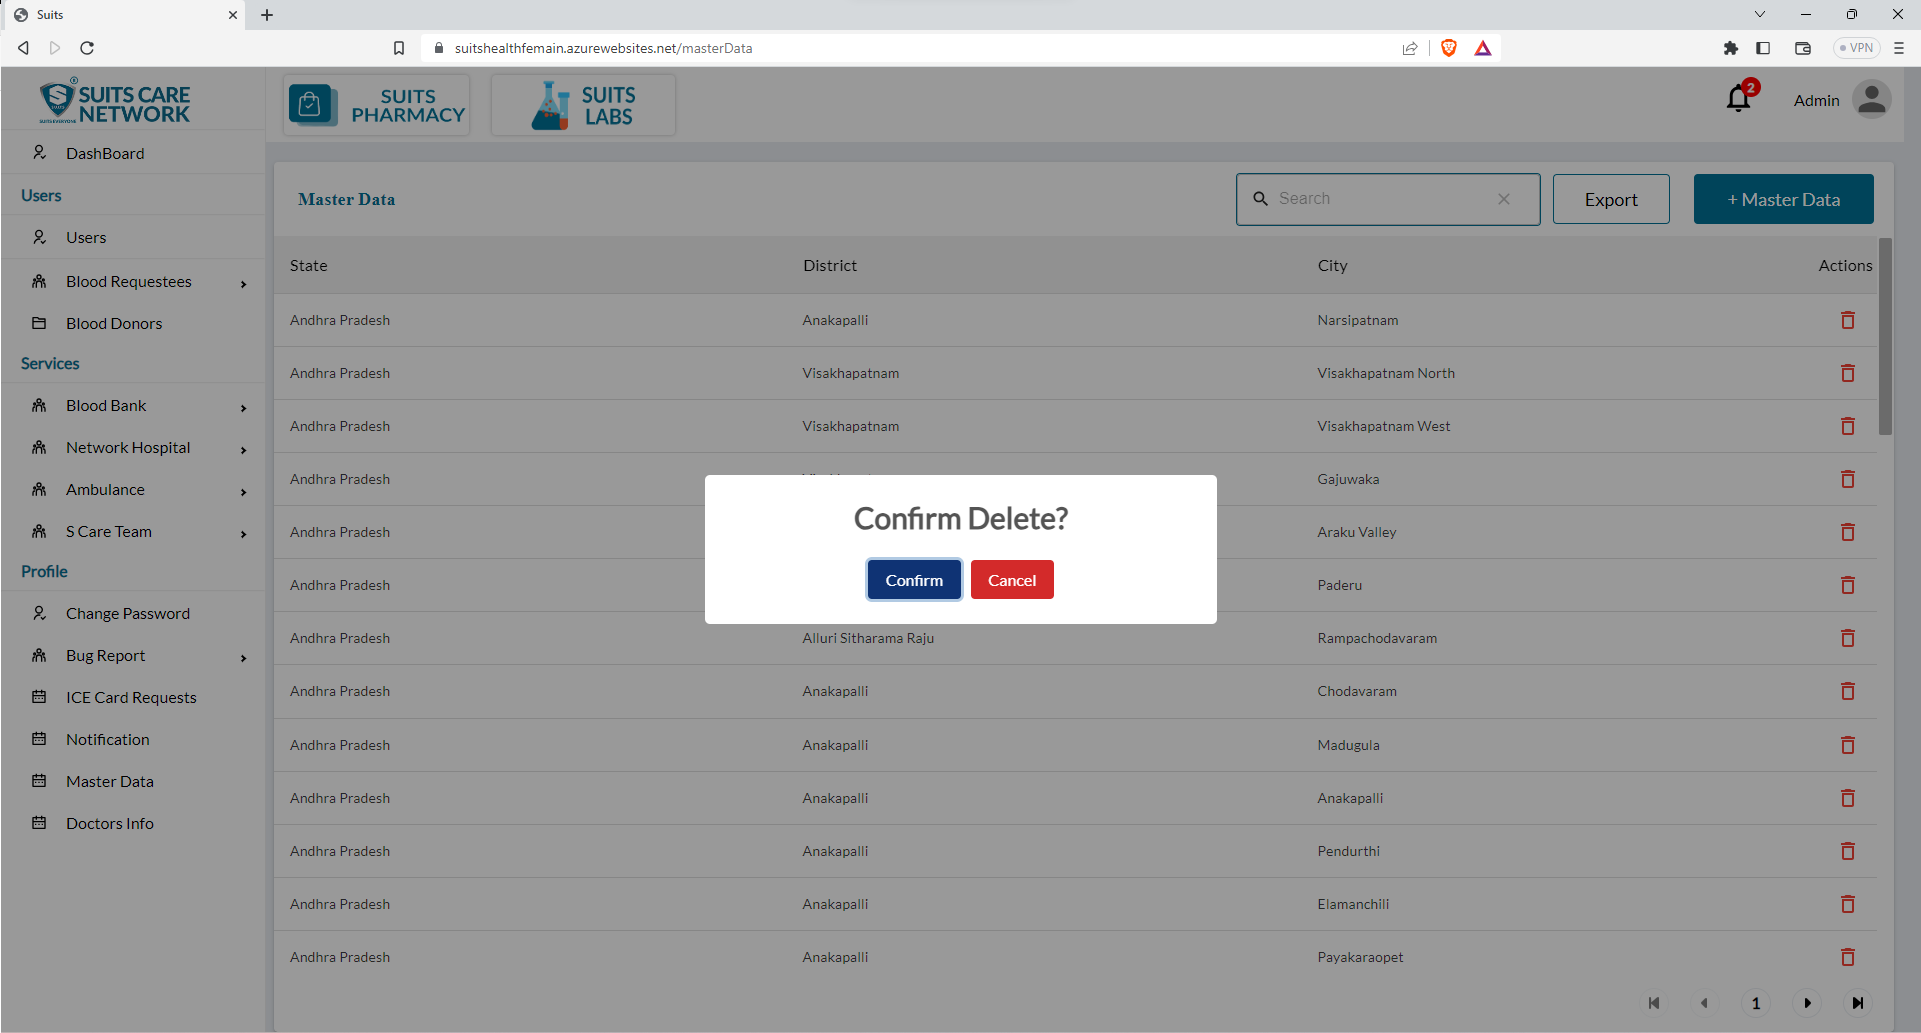 Suits
suitshealthfemain.azurewebsites.net/masterData
VPN
SUITS CARE
NETWORK
SUITS
PHARMACY
SUITS
LABS
2
Admin
DashBoard
Users
Users
Blood Requestees
Blood Donors
Services
Blood Bank
Network Hospital
Ambulance
S Care Team
Profile
Change Password
Bug Report
ICE Card Requests
Notification
Master Data
Doctors Info
Master Data
Search
Export
+ Master Data
State District City Actions
Andhra Pradesh Anakapalli Narsipatnam
Andhra Pradesh Visakhapatnam Visakhapatnam North
Andhra Pradesh Visakhapatnam Visakhapatnam West
Andhra Pradesh Gajuwaka
Andhra Pradesh Araku Valley
Andhra Pradesh Paderu
Andhra Pradesh Alluri Sitharama Raju Rampachodavaram
Andhra Pradesh Anakapalli Chodavaram
Andhra Pradesh Anakapalli Madugula
Andhra Pradesh Anakapalli Anakapalli
Andhra Pradesh Anakapalli Pendurthi
Andhra Pradesh Anakapalli Elamanchili
Andhra Pradesh Anakapalli Payakaraopet
Confirm Delete?
Confirm Cancel
1